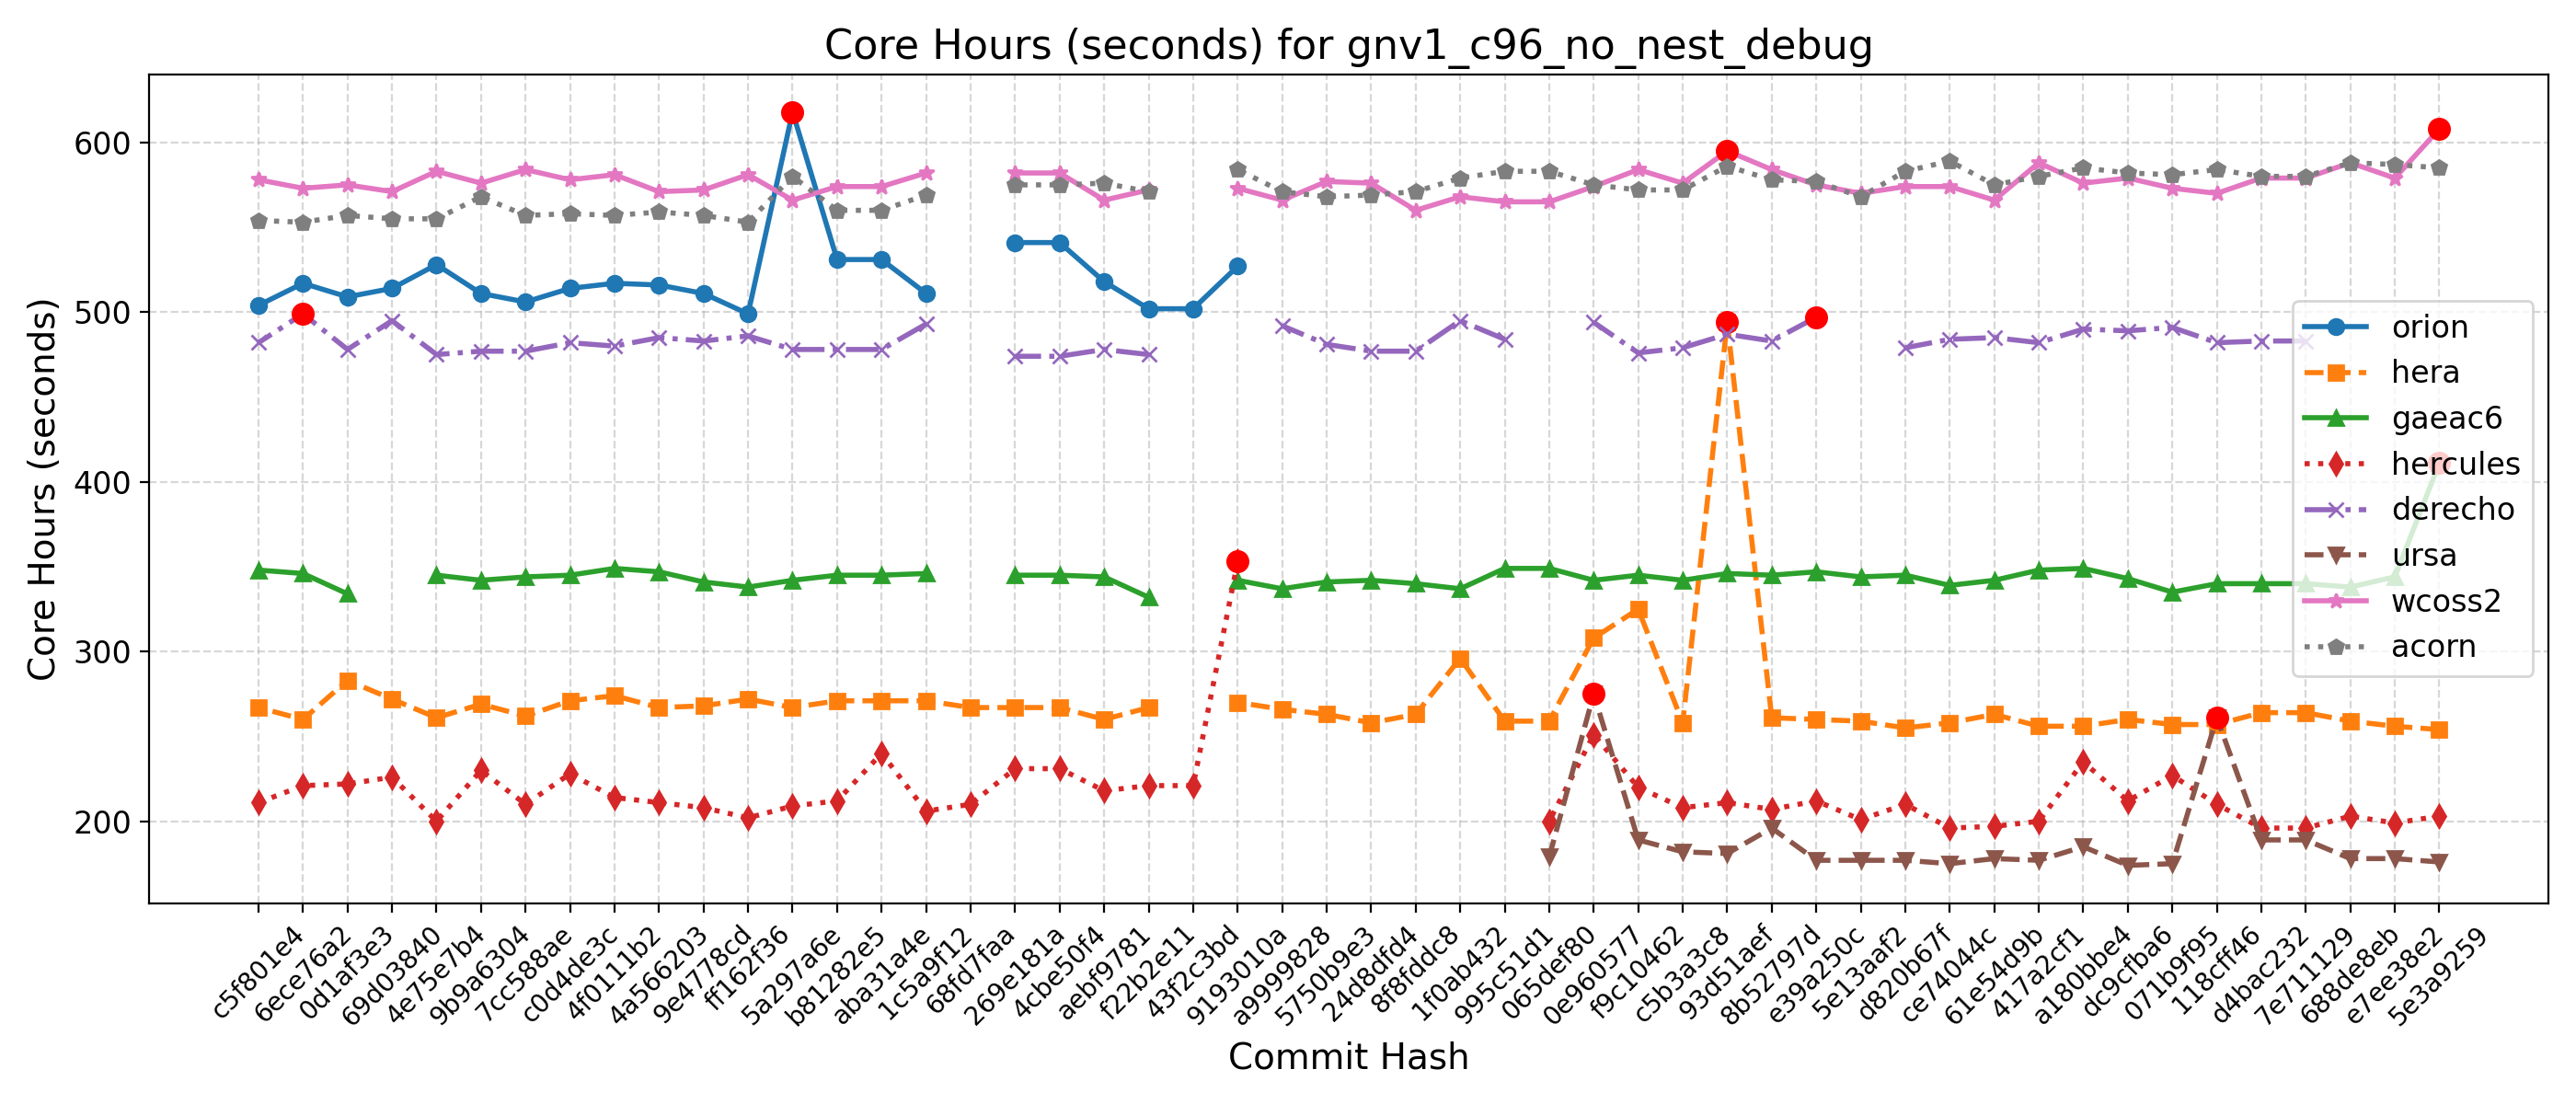 Core Hours (seconds) for gnv1_c96_no_nest_debug
Core Hours (seconds)
600
500
400
300
200
orion
hera
gaeac6
hercules
derecho
ursa
wcoss2
acorn
c5f801e4
6ece76a2
0d1af3e3
69d03840
4e75e7b4
9b9a6304
7cc588ae
c0d4de3c
4f0111b2
4a566203
9e4778cd
ff162f36
5a297a6e
b81282e5
aba31a4e
1c5a9f12
68fd7faa
269e181a
4cbe50f4
aebf9781
f22b2e11
43f2c3bd
9193010a
a9999828
5750b9e3
24d8dfd4
8f8fddc8
1f0ab432
995c51d1
065def80
0e960577
f9c10462
c5b3a3c8
93d51aef
8b52797d
e39a250c
5e13aaf2
d820b67f
ce74044c
61e54d9b
417a2cf1
a180bbe4
dc9cfba6
071b9f95
118cff46
d4bac232
7e711129
688de8eb
e7ee38e2
5e3a9259
Commit Hash